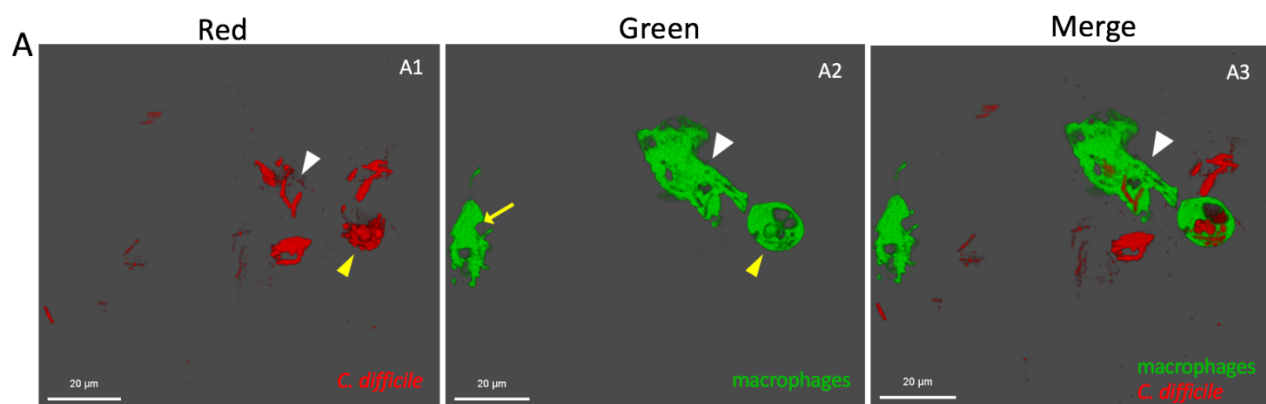 Red
Green
Merge
A
A1
A2
A3
C. difficile
macrophages
macrophages
C. difficile
20 µm
20 µm
20 µm